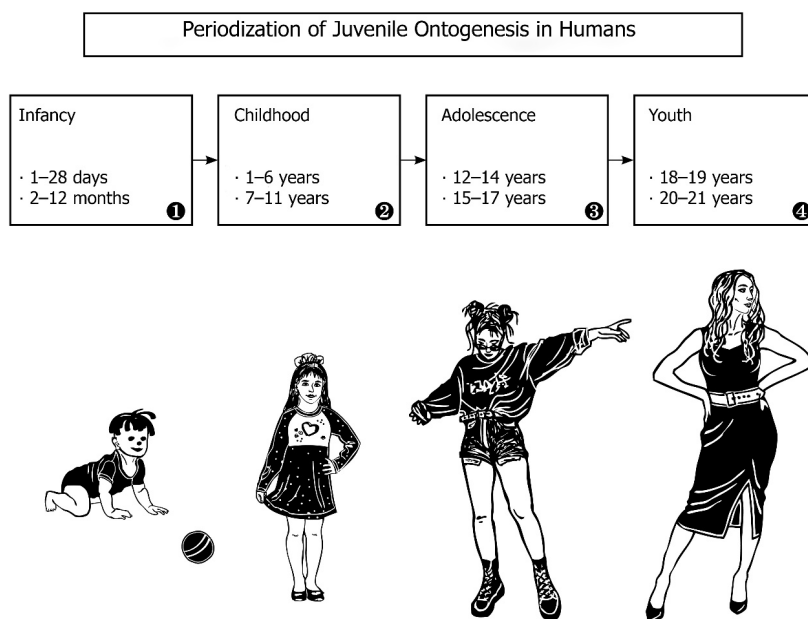 Periodization of Juvenile Ontogenesis in Humans
Infancy
· 1–28 days
· 2–12 months
❶
Childhood
· 1–6 years
· 7–11 years
❷
Adolescence
· 12–14 years
· 15–17 years
❸
Youth
· 18–19 years
· 20–21 years
❹